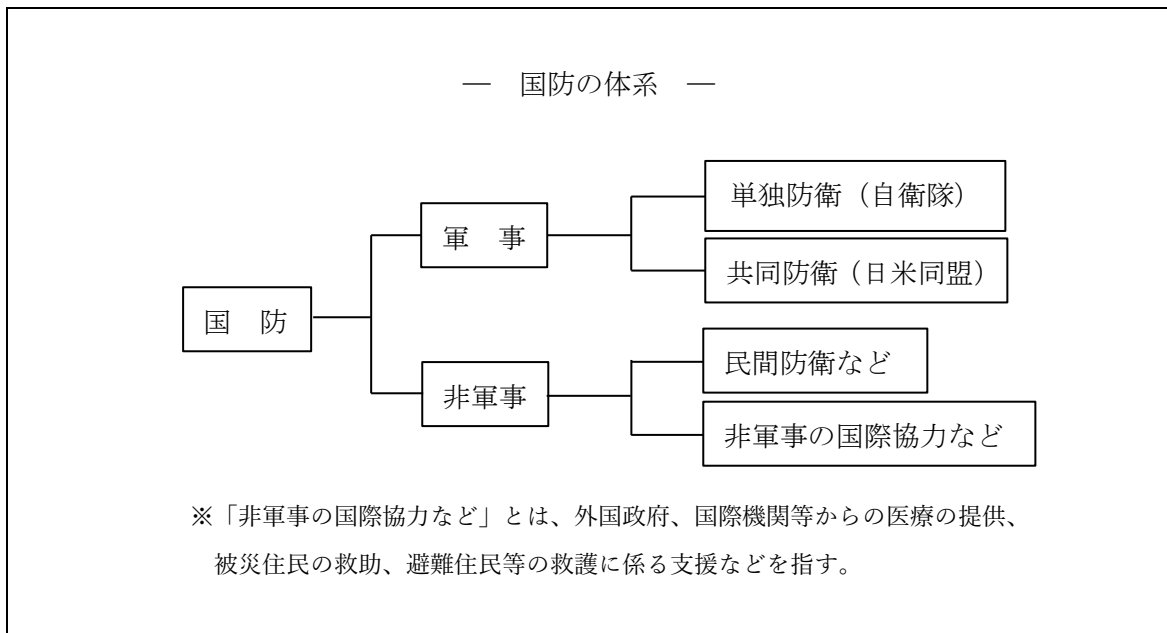 ― 国防の体系 ―
単独防衛（自衛隊）
軍 事
共同防衛（日米同盟）
国 防
民間防衛など
非軍事
非軍事の国際協力など
※「非軍事の国際協力など」とは、外国政府、国際機関等からの医療の提供、
被災住民の救助、避難住民等の救護に係る支援などを指す。